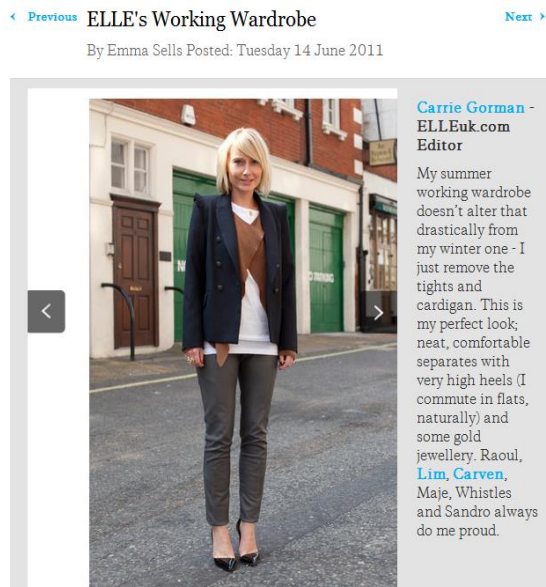 Previous
ELLE's Working Wardrobe
Next
By Emma Sells Posted: Tuesday 14 June 2011
Carrie Gorman -
ELLEuk.com
Editor
My summer
working wardrobe
doesn't alter that
drastically from
my winter one - I
just remove the
tights and
cardigan. This is
my perfect look;
neat, comfortable
separates with
very high heels (I
commute in flats,
naturally) and
some gold
jewellery. Raoul,
Lim, Carven,
Maje, Whistles
and Sandro always
do me proud.